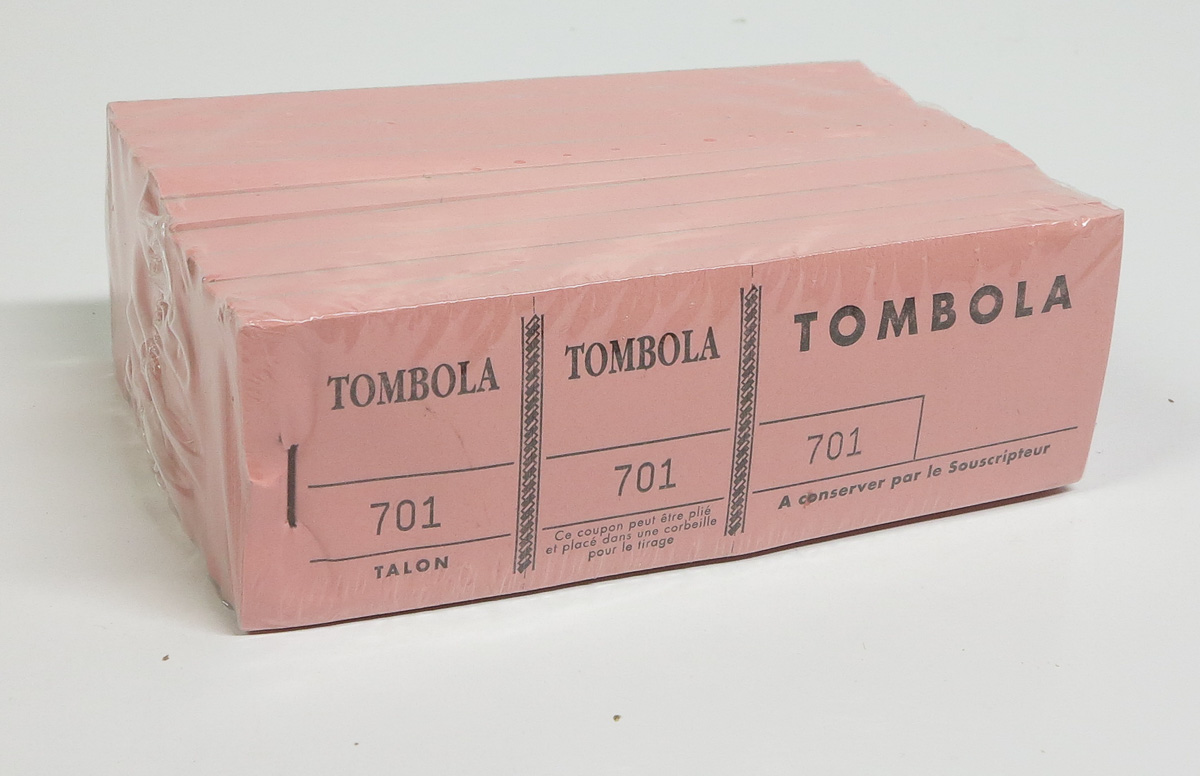 TOMBOLA
701
TALON
TOMBOLA
701
Ce coupon peut être plié
et placé dans une corbeille
pour le tirage
TOMBOLA
701
A conserver par le Souscripteur